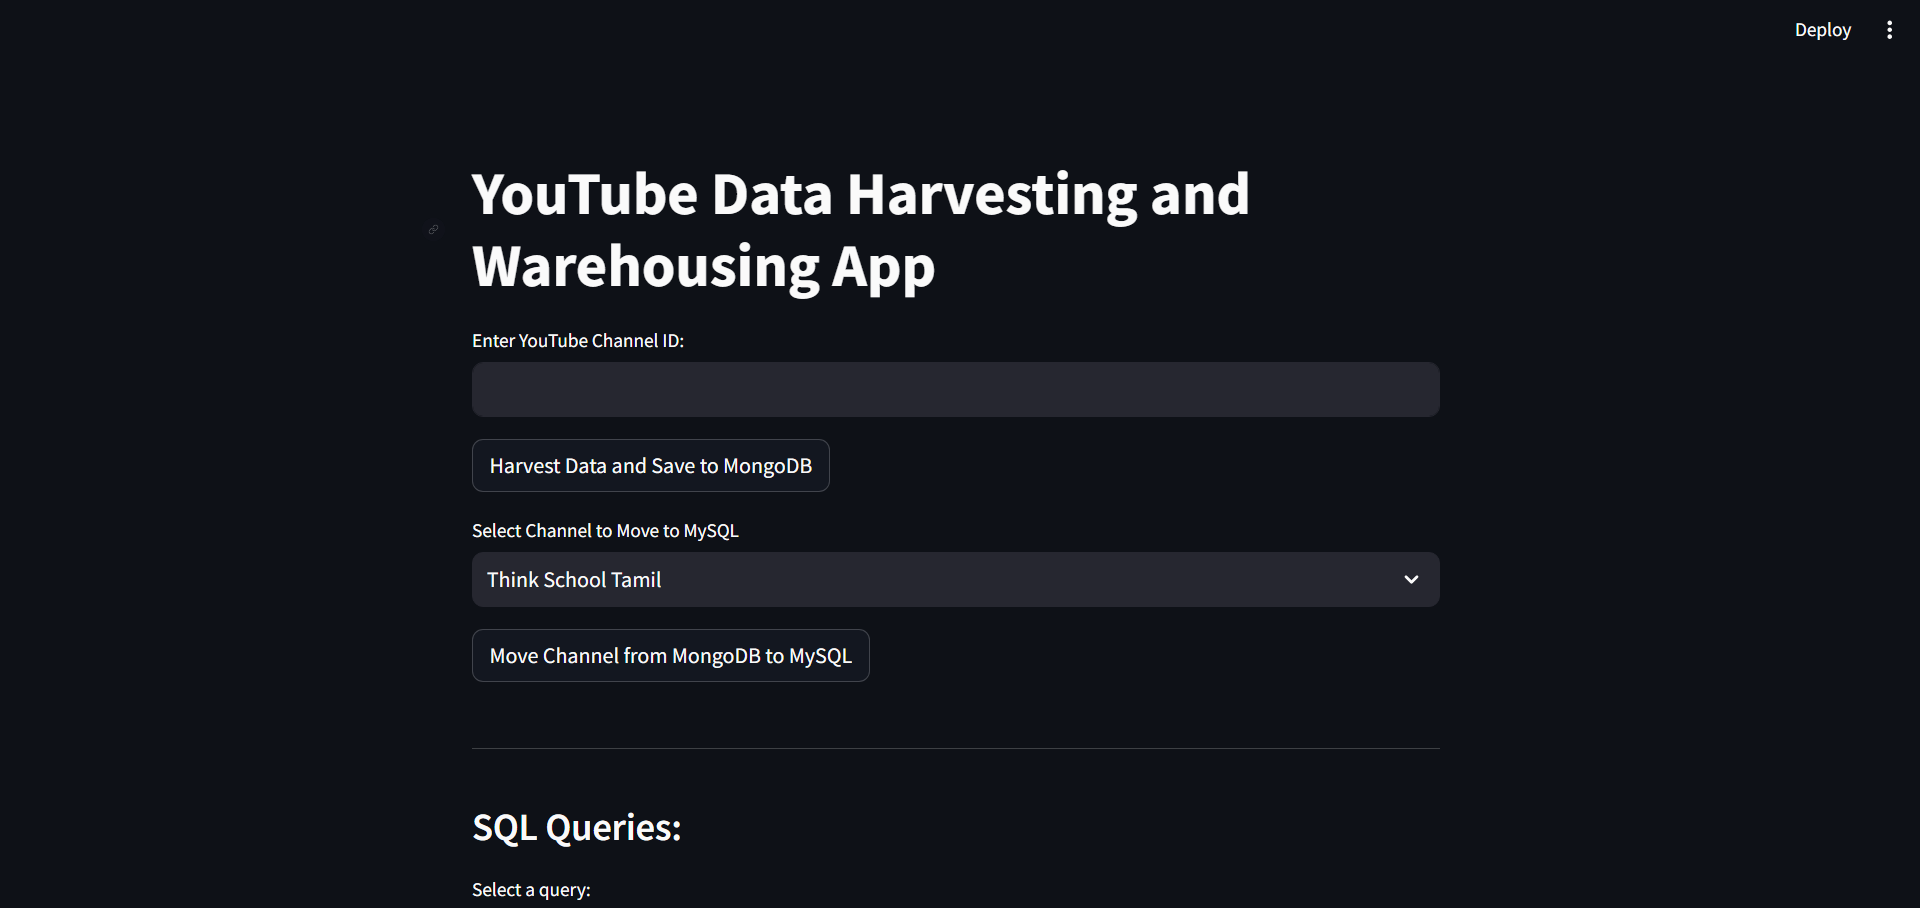 Deploy
YouTube Data Harvesting and
Warehousing App
Enter YouTube Channel ID:
Harvest Data and Save to MongoDB
Select Channel to Move to MySQL
Think School Tamil
Move Channel from MongoDB to MySQL
SQL Queries:
Select a query: